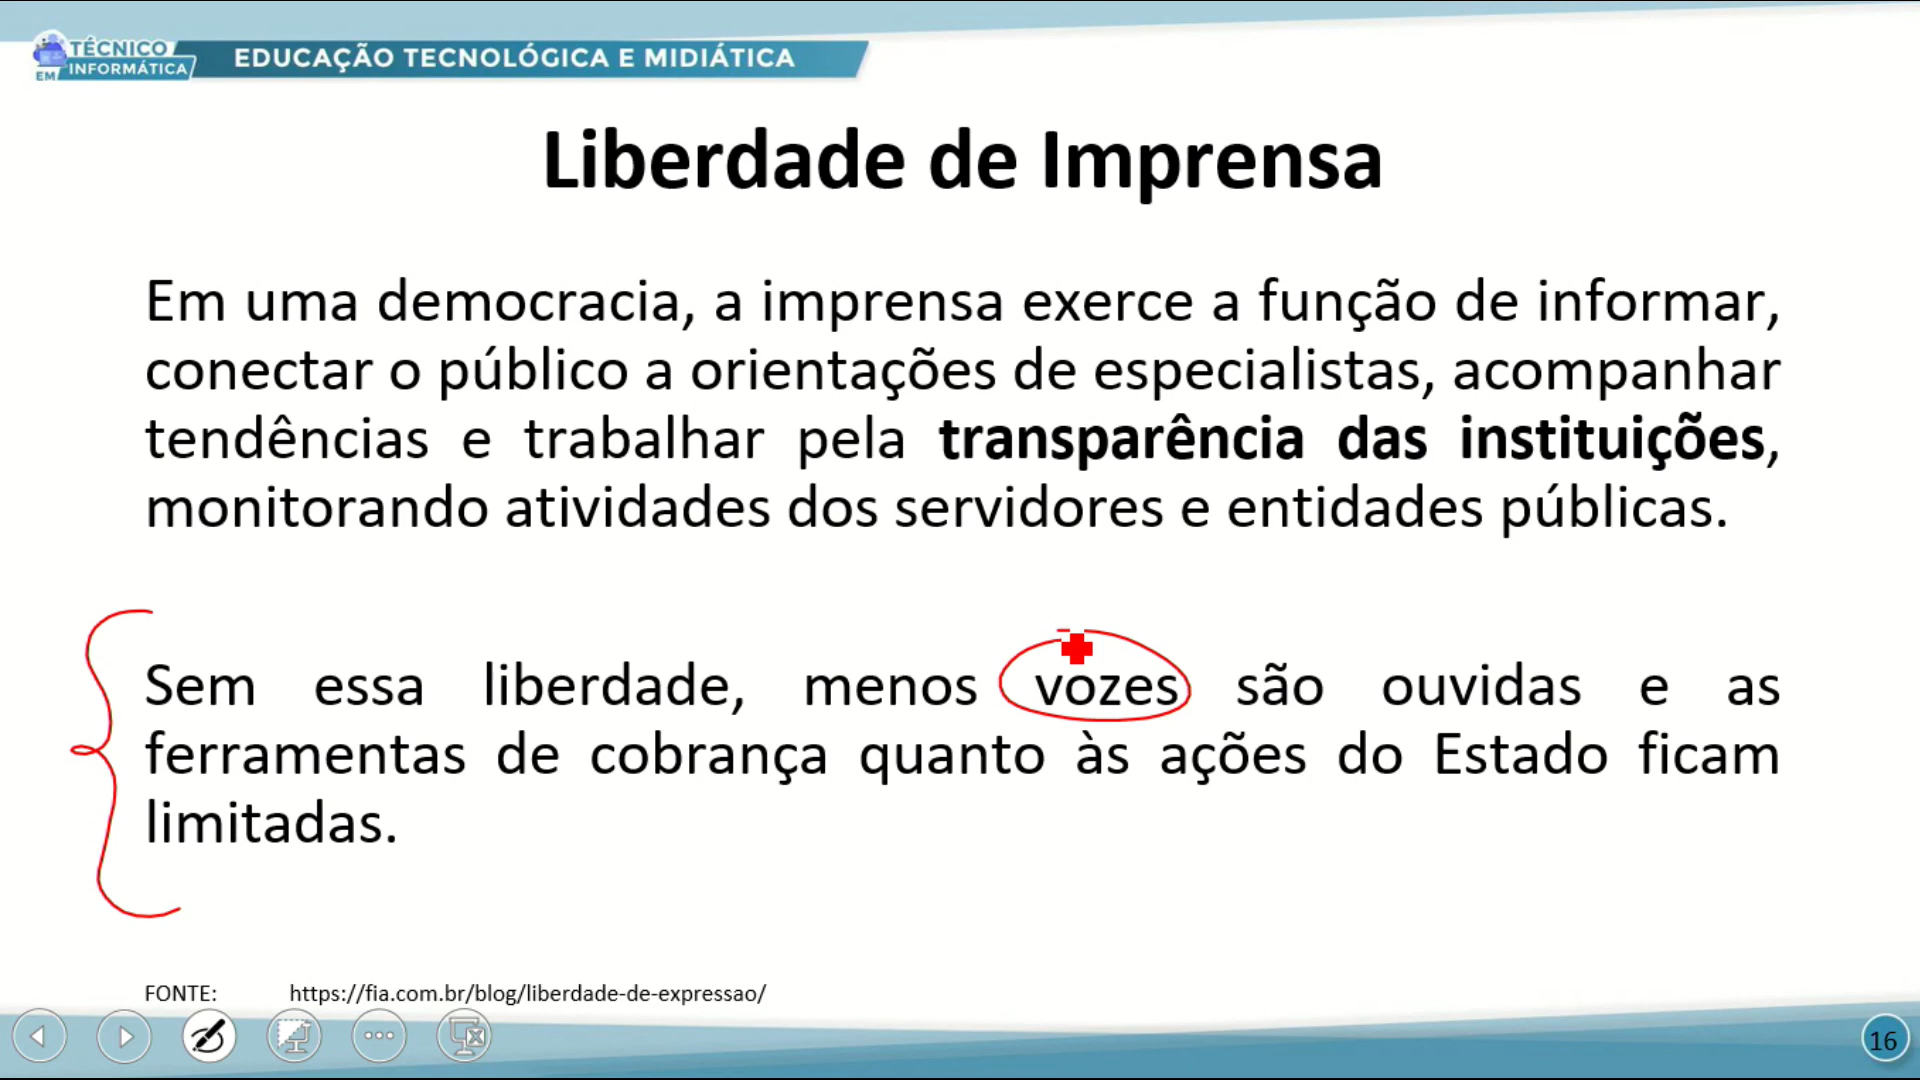 TÉCNICO
EM INFORMÁTICA
EDUCAÇÃO TECNOLÓGICA E MIDIÁTICA
Liberdade de Imprensa
Em uma democracia, a imprensa exerce a função de informar,
conectar o público a orientações de especialistas, acompanhar
tendências e trabalhar pela transparência das instituições,
monitorando atividades dos servidores e entidades públicas.
Sem essa liberdade, menos vozes são ouvidas e as
ferramentas de cobrança quanto às ações do Estado ficam
limitadas.
FONTE: https://fia.com.br/blog/liberdade-de-expressao/
16